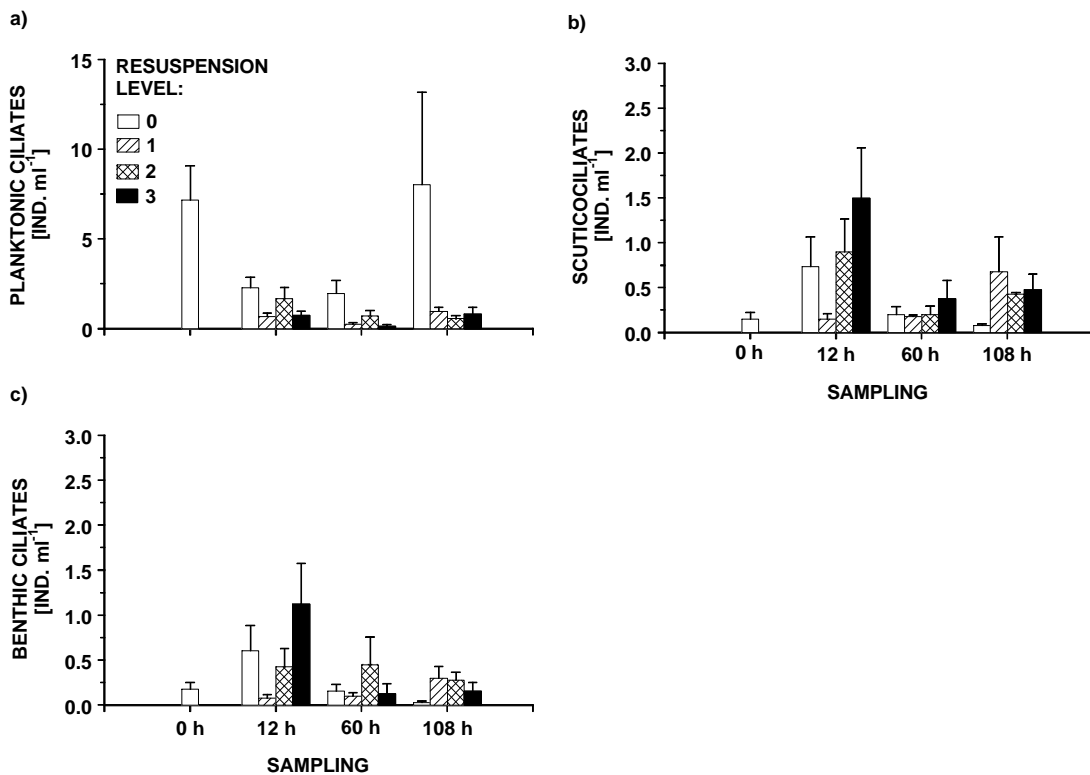 a)
15
10
5
0
PLANKTONIC CILIATES
[IND. ml-1]
RESUSPENSION
LEVEL:
0
1
2
3
b)
3.0
2.5
2.0
1.5
1.0
0.5
0.0
SCUTICOCILIATES
[IND. ml-1]
0 h 12 h 60 h 108 h
SAMPLING
c)
3.0
2.5
2.0
1.5
1.0
0.5
0.0
BENTHIC CILIATES
[IND. ml-1]
0 h 12 h 60 h 108 h
SAMPLING